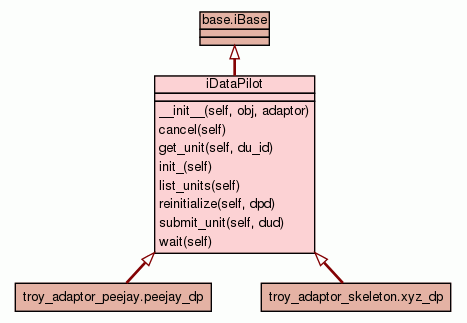 base.iBase
iDataPilot
__init__(self, obj, adaptor)
cancel(self)
get_unit(self, du_id)
init_(self)
list_units(self)
reinitialize(self, dpd)
submit_unit(self, dud)
wait(self)
troy_adaptor_peejay.peejay_dp
troy_adaptor_skeleton.xyz_dp